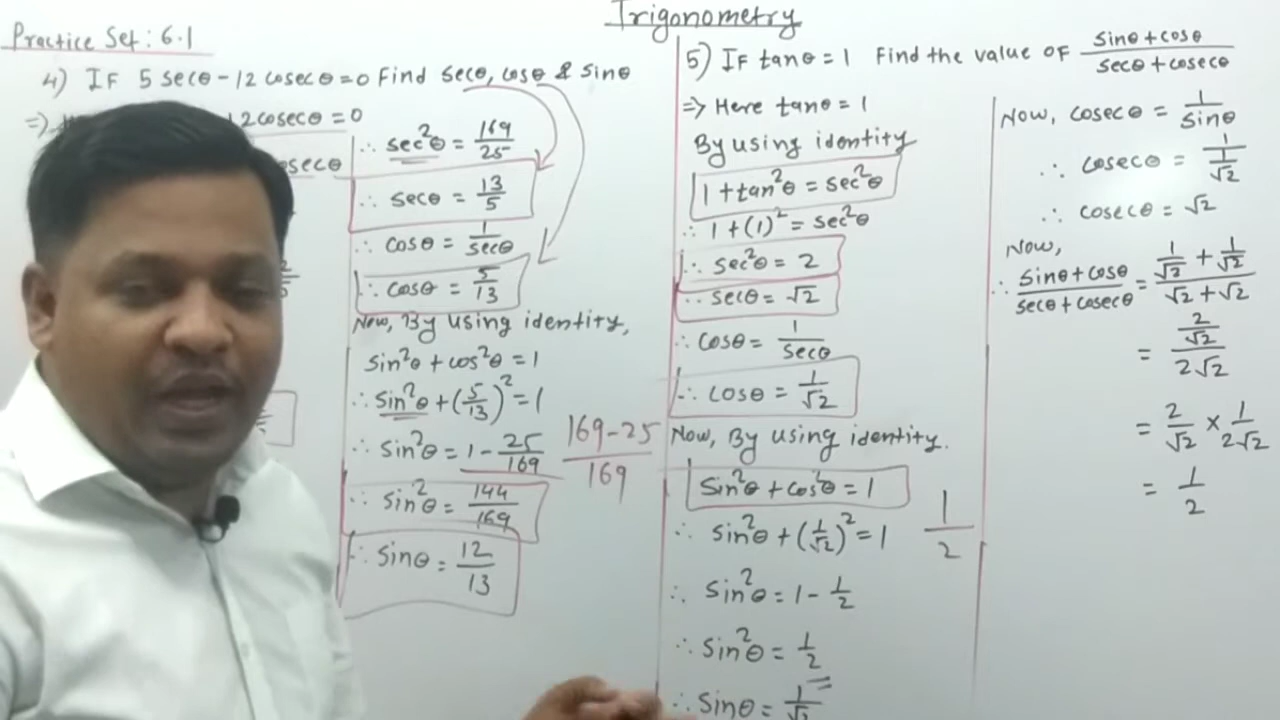 Trigonometry
Practice Set: 6.1
4) IF 5 secθ - 12 cosec θ = 0 Find secθ, cosθ & sinθ
⇒ 12cosecθ = 0
∴ sec²θ = 169/25
∴ secθ = 13/5
∴ cosθ = 1/secθ
∴ cosθ = 5/13
Now, By using identity,
sin²θ + cos²θ = 1
∴ sin²θ + (5/13)² = 1
∴ sin²θ = 1 - 25/169
169-25/169
∴ sin²θ = 144/169
∴ sinθ = 12/13
5) IF tanθ = 1 Find the value of sinθ+cosθ/secθ+cosecθ
⇒ Here tanθ = 1
By using identity
1 + tan²θ = sec²θ
∴ 1 + (1)² = sec²θ
∴ sec²θ = 2
∴ secθ = √2
∴ cosθ = 1/secθ
∴ cosθ = 1/√2
Now, By using identity.
sin²θ + cos²θ = 1
∴ sin²θ + (1/√2)² = 1
1/2
∴ sin²θ = 1 - 1/2
∴ sin²θ = 1/2
∴ sinθ = 1/√2
Now, cosecθ = 1/sinθ
∴ cosecθ = 1/1/√2
∴ cosecθ = √2
Now,
∴ sinθ+cosθ/secθ+cosecθ = 1/√2 + 1/√2/√2+√2
= 2/√2/2√2
= 2/√2 × 1/2√2
= 1/2